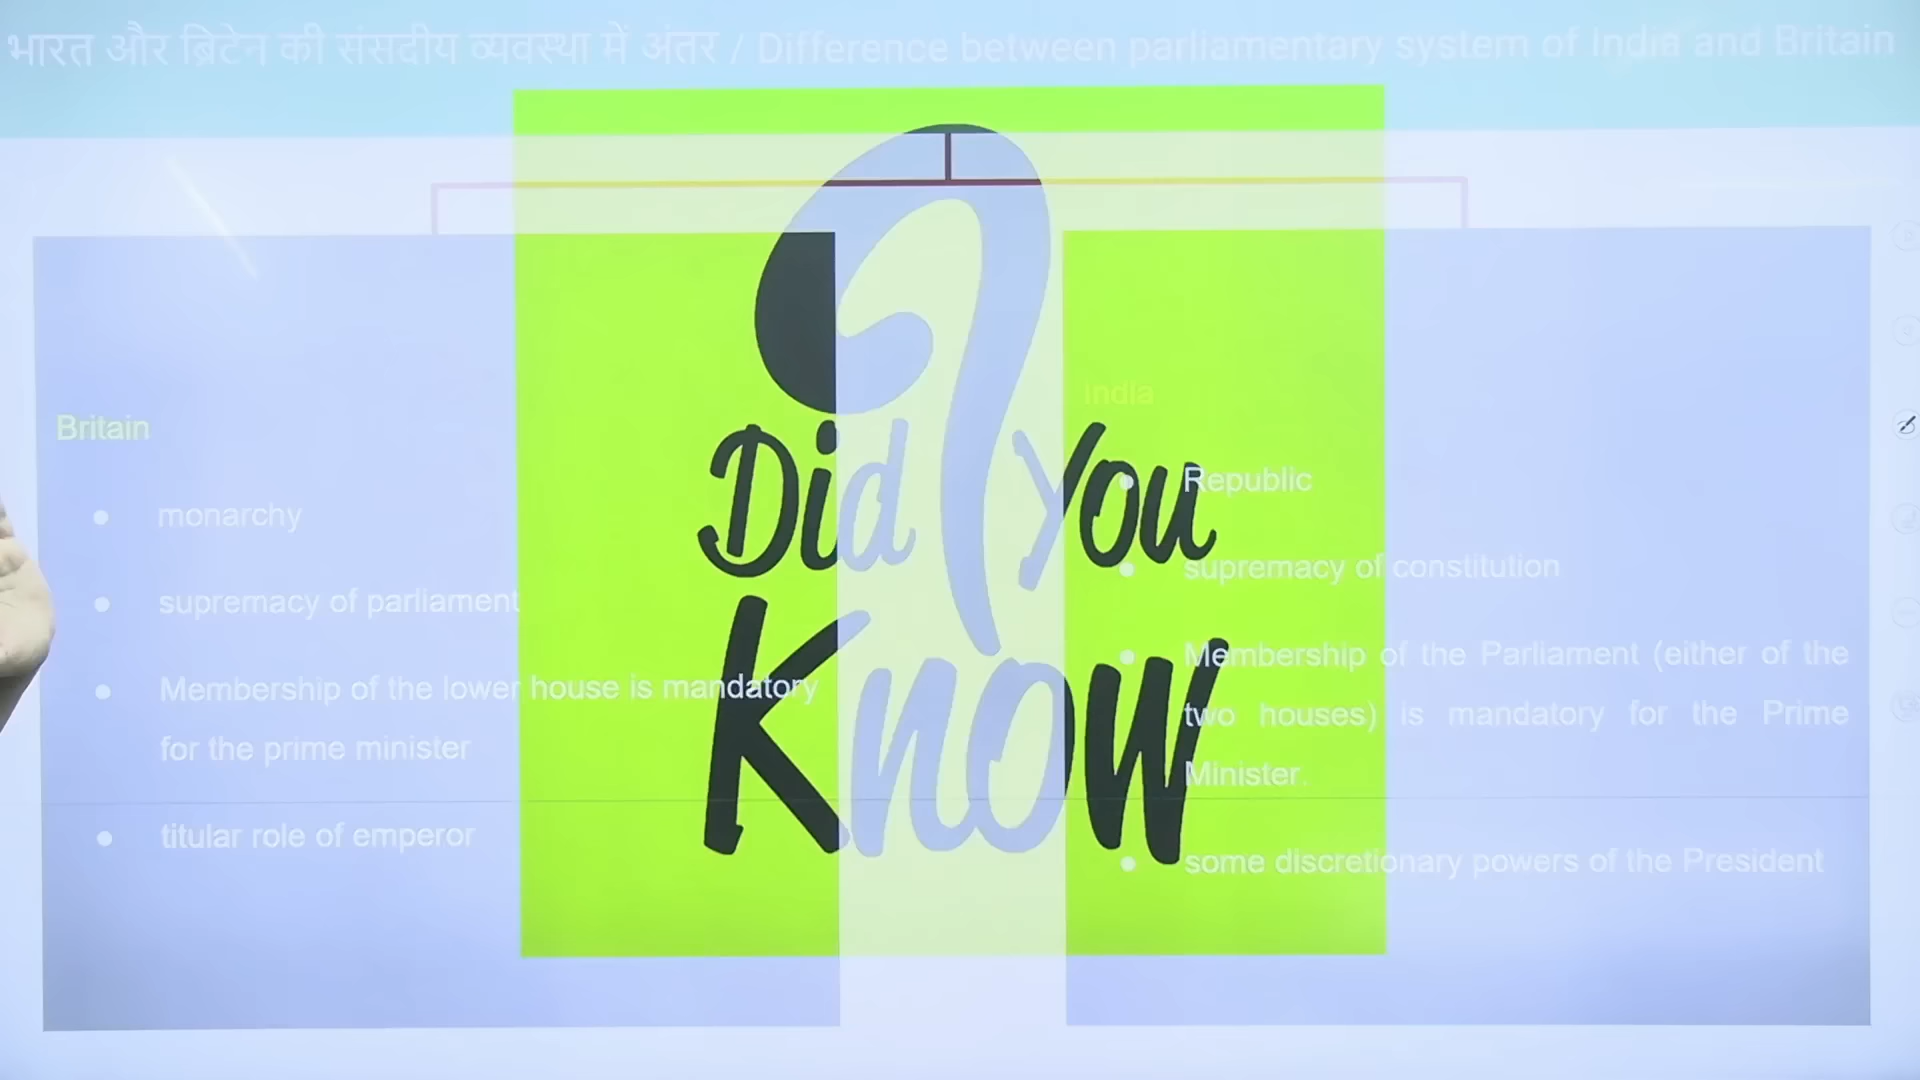 भारत और ब्रिटेन की संसदीय व्यवस्था में अंतर / Difference between parliamentary system of India and Britain
Britain
monarchy
supremacy of parliament
Membership of the lower house is mandatory
for the prime minister
titular role of emperor
Did you
Know
India
Republic
supremacy of constitution
Membership of the Parliament (either of the
two houses) is mandatory for the Prime
Minister.
some discretionary powers of the President